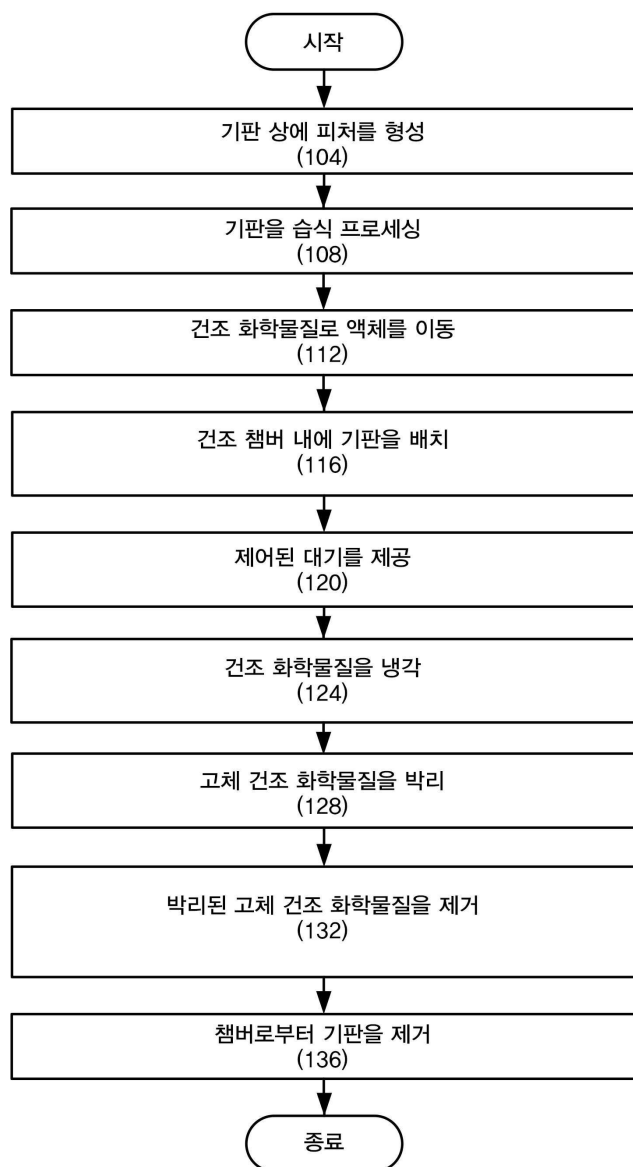 시작
기판 상에 피처를 형성
(104)
기판을 습식 프로세싱
(108)
건조 화학물질로 액체를 이동
(112)
건조 챔버 내에 기판을 배치
(116)
제어된 대기를 제공
(120)
건조 화학물질을 냉각
(124)
고체 건조 화학물질을 박리
(128)
박리된 고체 건조 화학물질을 제거
(132)
챔버로부터 기판을 제거
(136)
종료